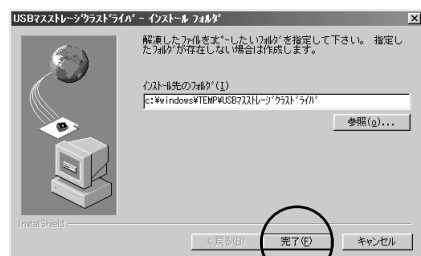 USBﾏｽｽﾄﾚｰｼﾞｸﾗｽﾄﾞﾗｲﾊﾞ - ｲﾝｽﾄｰﾙ ﾌｫﾙﾀﾞ
解凍したﾌｧｲﾙをｺﾋﾟｰしたいﾌｫﾙﾀﾞを指定して下さい。 指定し
たﾌｫﾙﾀﾞが存在しない場合は作成します。
ｲﾝｽﾄｰﾙ先のﾌｫﾙﾀﾞ(I)
c:¥windows¥TEMP¥USBﾏｽｽﾄﾚｰｼﾞｸﾗｽﾄﾞﾗｲﾊﾞ
参照(o)...
InstallShield
< 戻る(B)
完了(F)
キャンセル